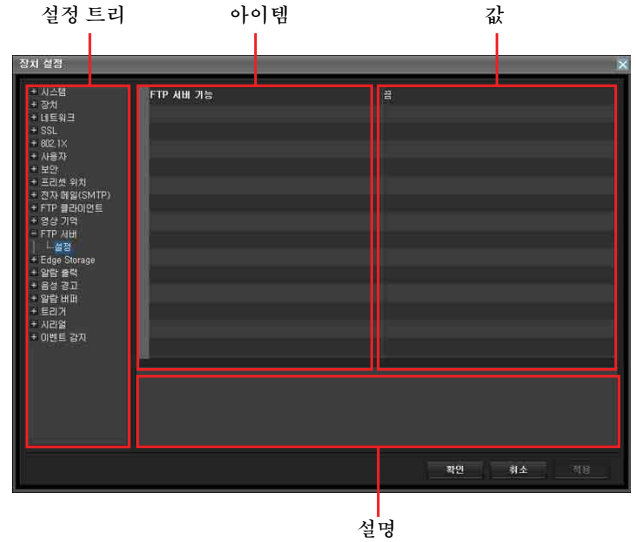 설정 트리
아이템
값
장치 설정
시스템
장치
네트워크
SSL
802.1X
사용자
보안
프리셋 위치
전자 메일(SMTP)
FTP 클라이언트
영상 기억
FTP 서버
설정
Edge Storage
알람 출력
음성 경고
알람 버퍼
트리거
시리얼
이벤트 감지
FTP 서버 기능
끔
확인
취소
적용
설명